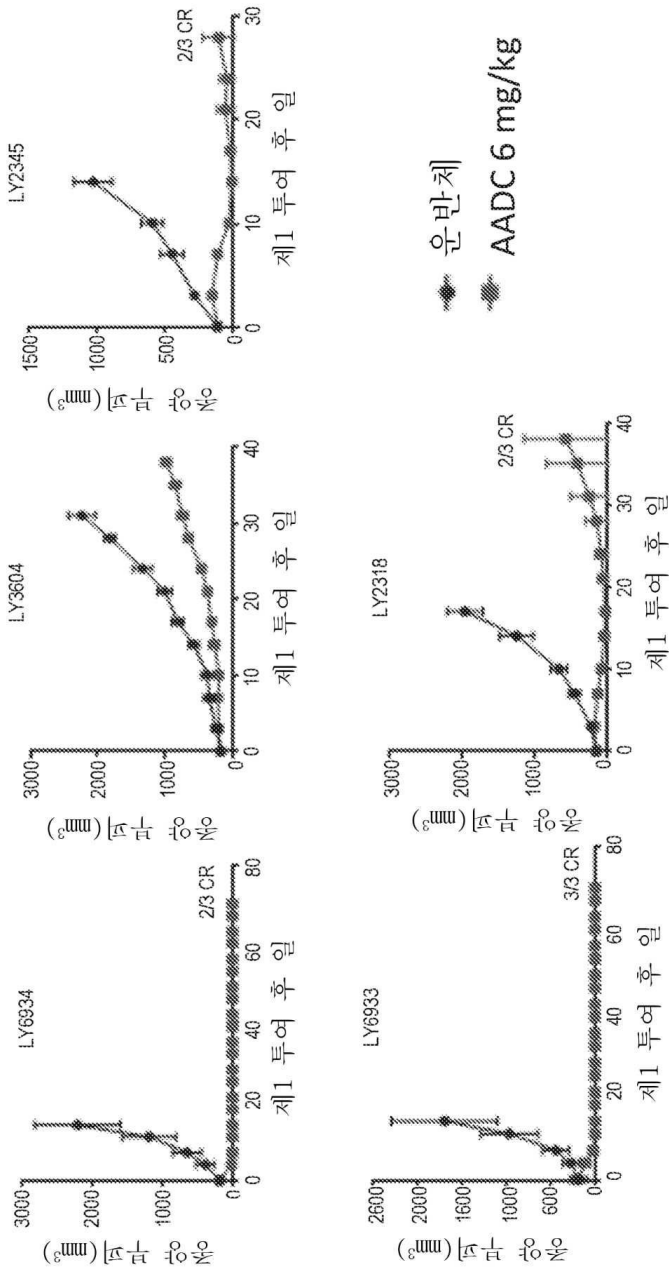 LY6934
종양 부피(mm³)
3000
2000
1000
0
0 20 40 60 80
2/3 CR
제1 투여 후 일
LY3604
종양 부피(mm³)
3000
2000
1000
0
0 10 20 30 40
제1 투여 후 일
LY2345
종양 부피(mm³)
1500
1000
500
0
0 10 20 30
2/3 CR
제1 투여 후 일
LY6933
종양 부피(mm³)
2600
2000
1600
1000
500
0
0 20 40 60 80
3/3 CR
제1 투여 후 일
LY2318
종양 부피(mm³)
3000
2000
1000
0
0 10 20 30 40
2/3 CR
제1 투여 후 일
운반체
AADC 6 mg/kg